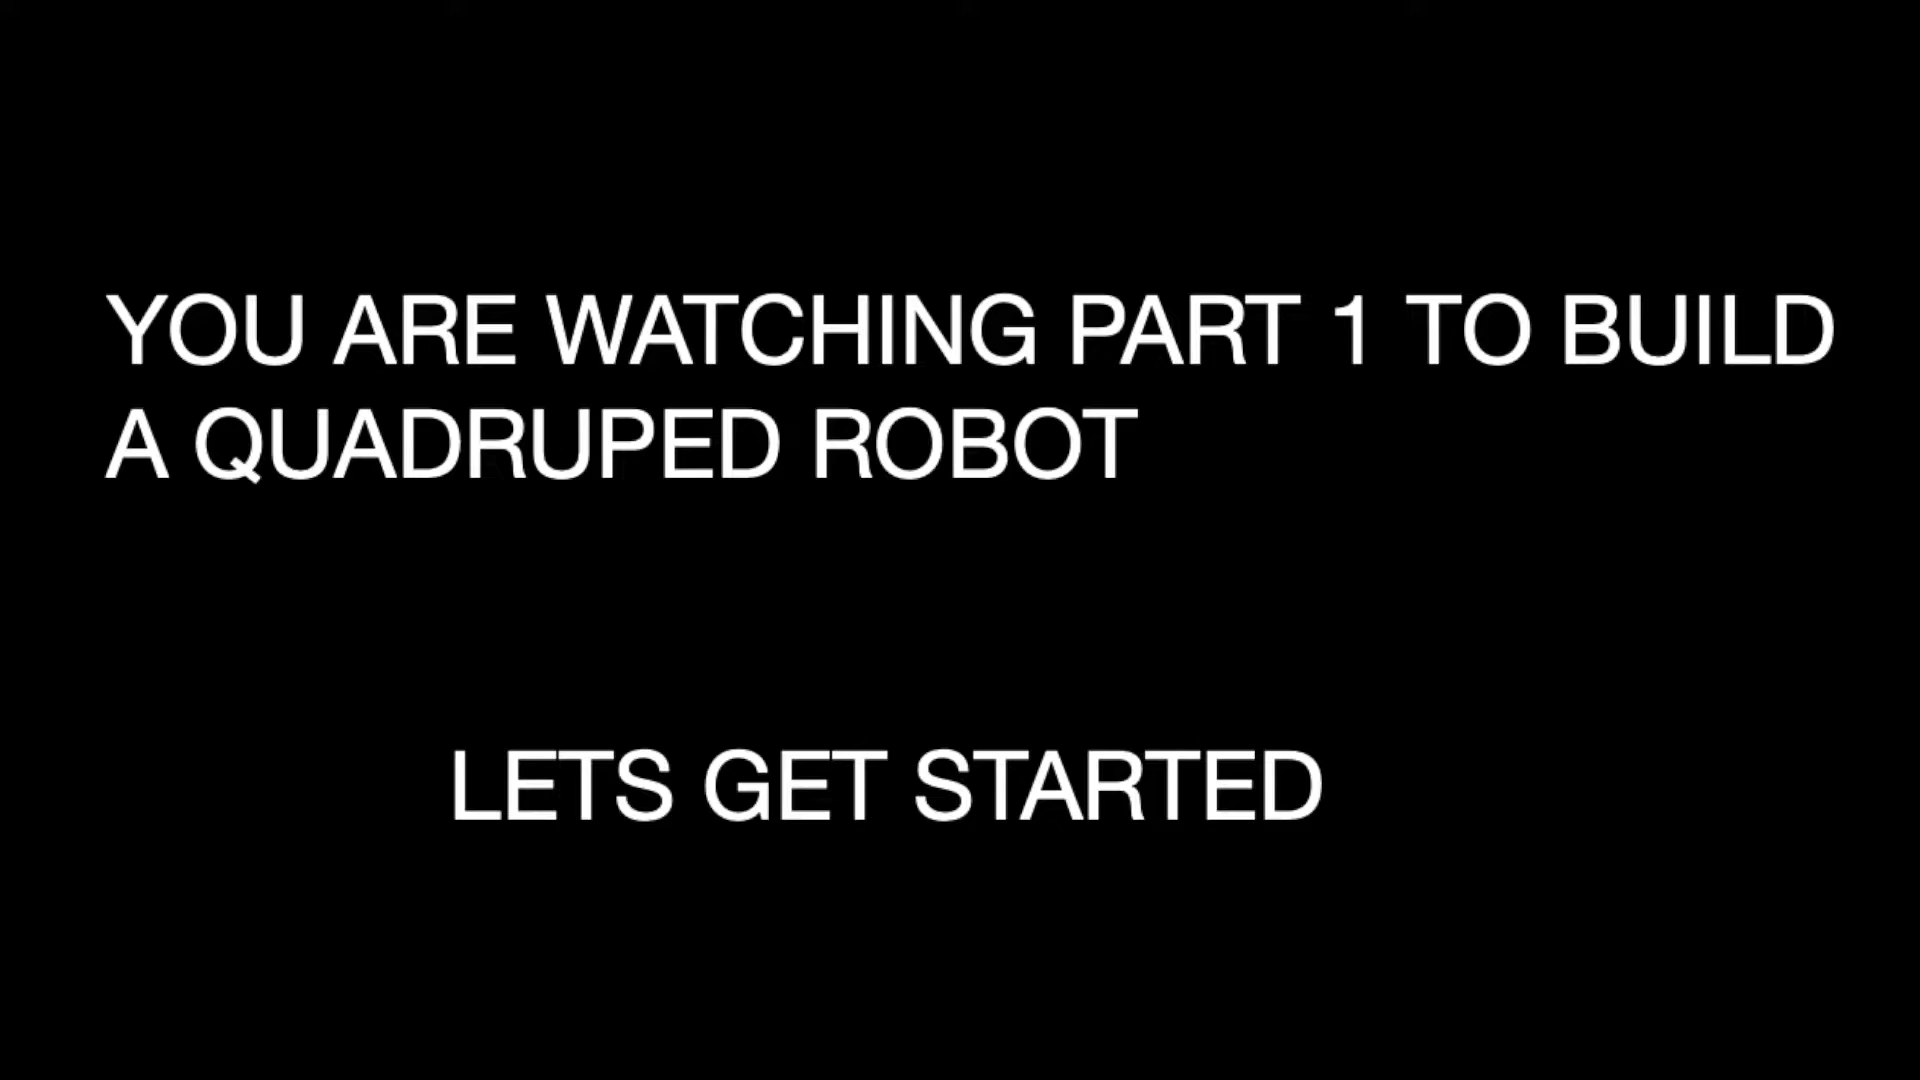 YOU ARE WATCHING PART 1 TO BUILD
A QUADRUPED ROBOT
LETS GET STARTED